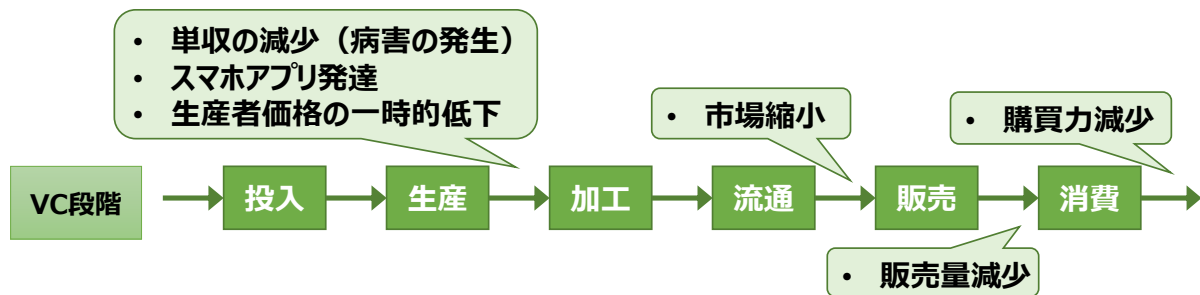 • 単収の減少（病害の発生）
• スマホアプリ発達
• 生産者価格の一時的低下
• 市場縮小
• 購買力減少
VC段階
投入
生産
加工
流通
販売
消費
• 販売量減少